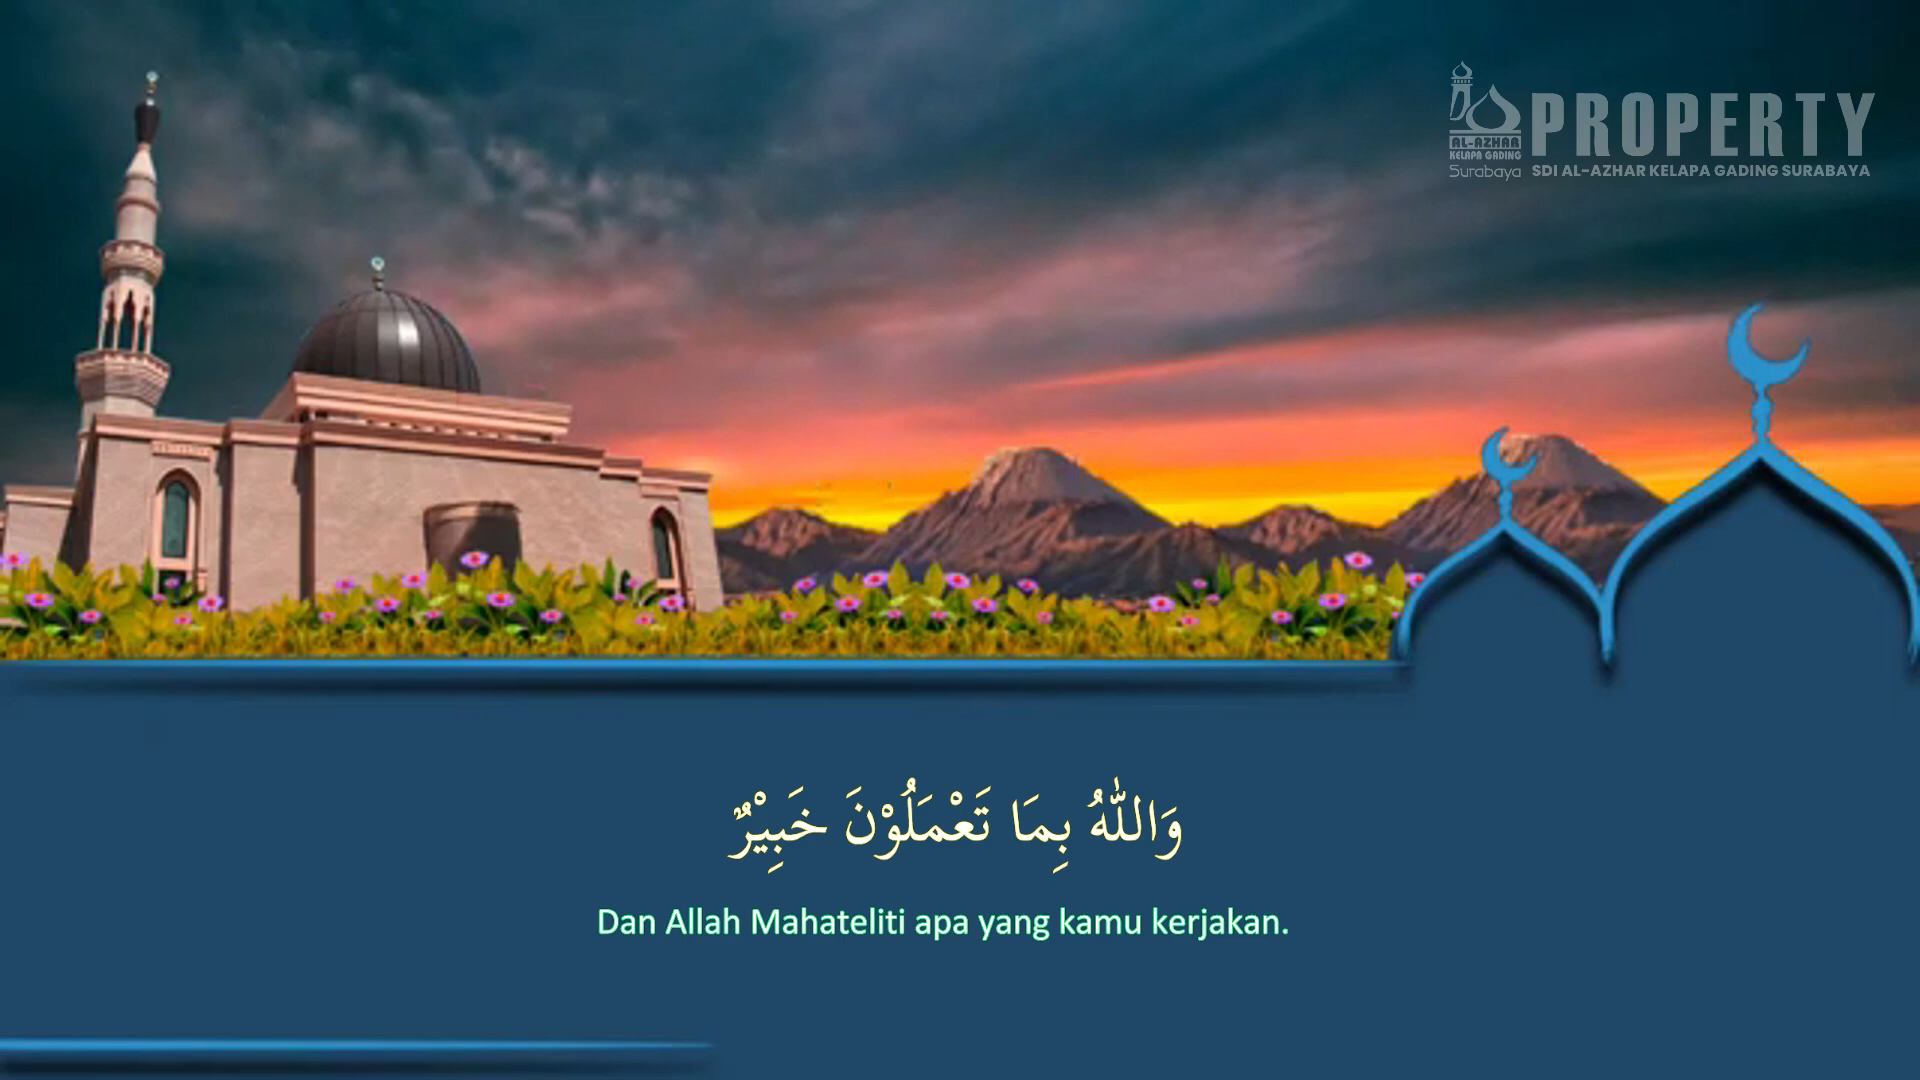 PROPERTY
AL-AZHAR
KELAPA GADING
Surabaya
SDI AL-AZHAR KELAPA GADING SURABAYA
وَاللّٰهُ بِمَا تَعْمَلُوْنَ خَبِيْرٌ
Dan Allah Mahateliti apa yang kamu kerjakan.